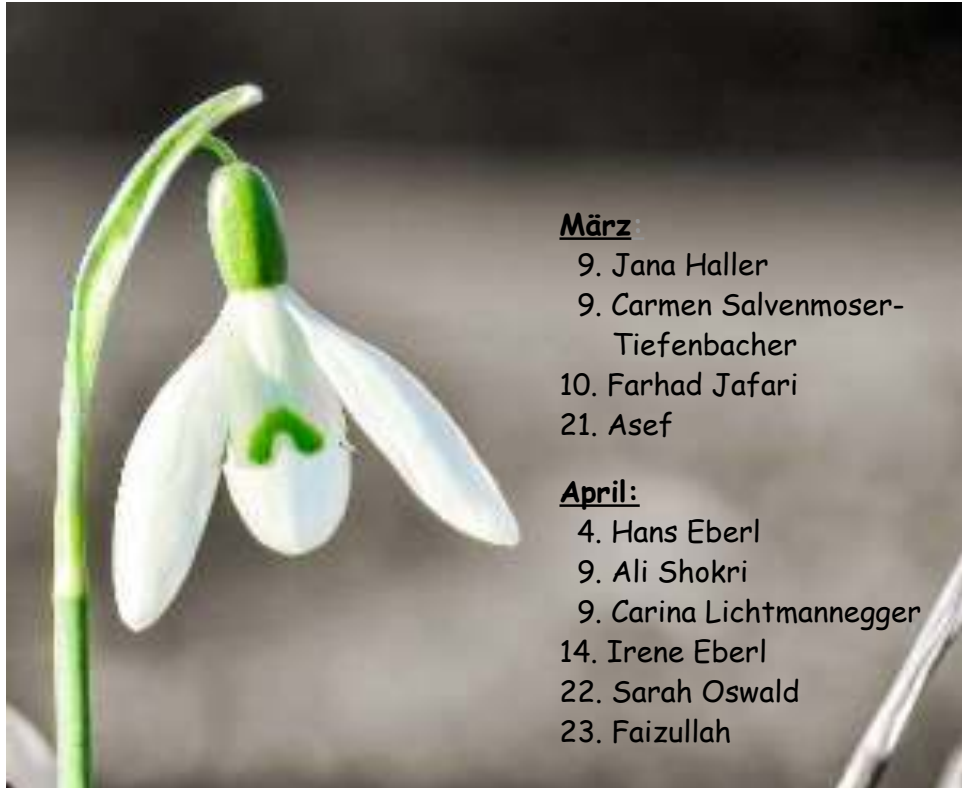 März:
9. Jana Haller
9. Carmen Salvenmoser-
Tiefenbacher
10. Farhad Jafari
21. Asef
April:
4. Hans Eberl
9. Ali Shokri
9. Carina Lichtmannegger
14. Irene Eberl
22. Sarah Oswald
23. Faizullah